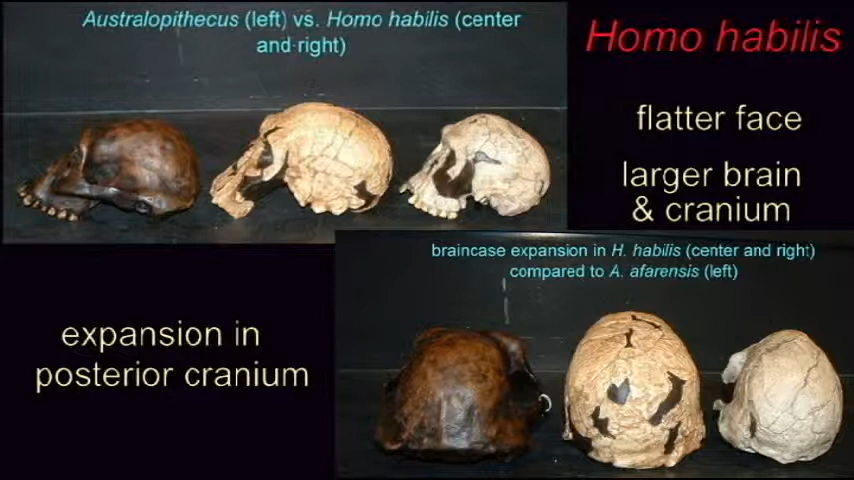 Australopithecus (left) vs. Homo habilis (center
and right)
Homo habilis
flatter face
larger brain
& cranium
braincase expansion in H. habilis (center and right)
compared to A. afarensis (left)
expansion in
posterior cranium